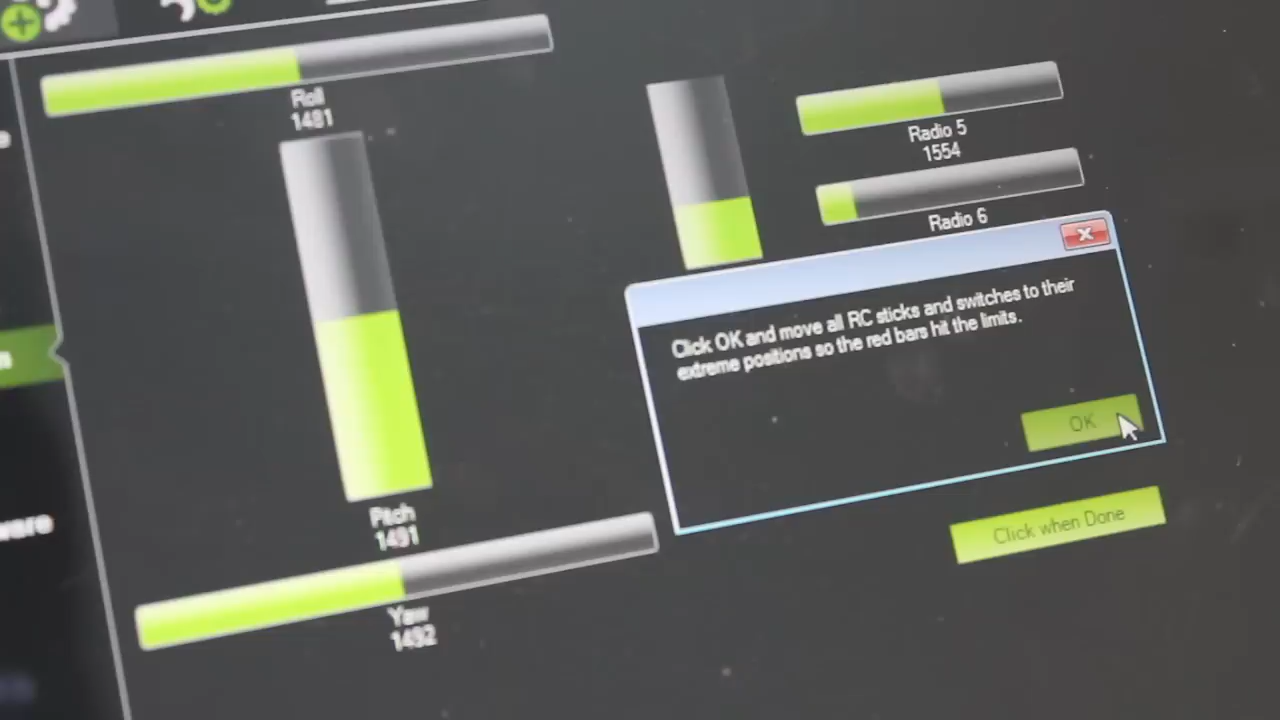 Roll
1481
Radio 5
1554
Radio 6
Click OK and move all RC sticks and switches to their
extreme positions so the red bars hit the limits.
OK
Click when Done
Pitch
1491
Yaw
1492